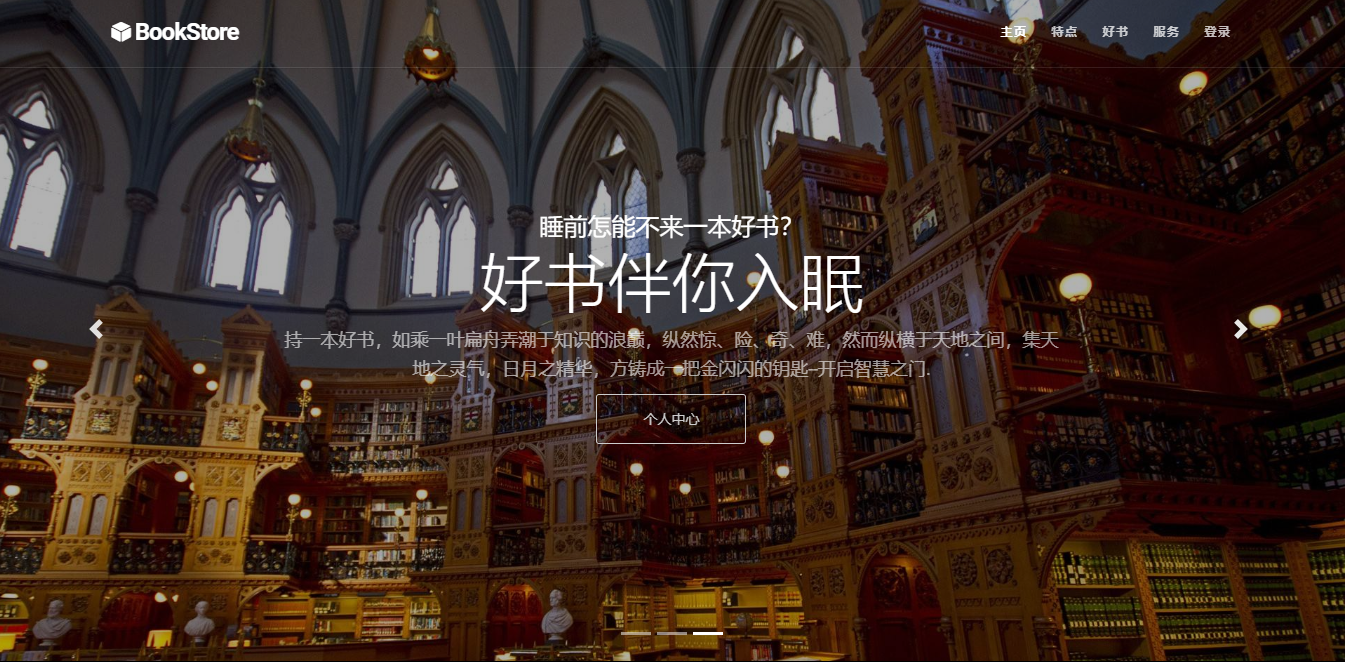 BookStore
主页 特点 好书 服务 登录
睡前怎能不来一本好书?
好书伴你入眠
持一本好书，如乘一叶扁舟弄潮于知识的浪巅，纵然惊、险、奇、难，然而纵横于天地之间，集天
地之灵气，日月之精华，方铸成一把金闪闪的钥匙--开启智慧之门.
个人中心